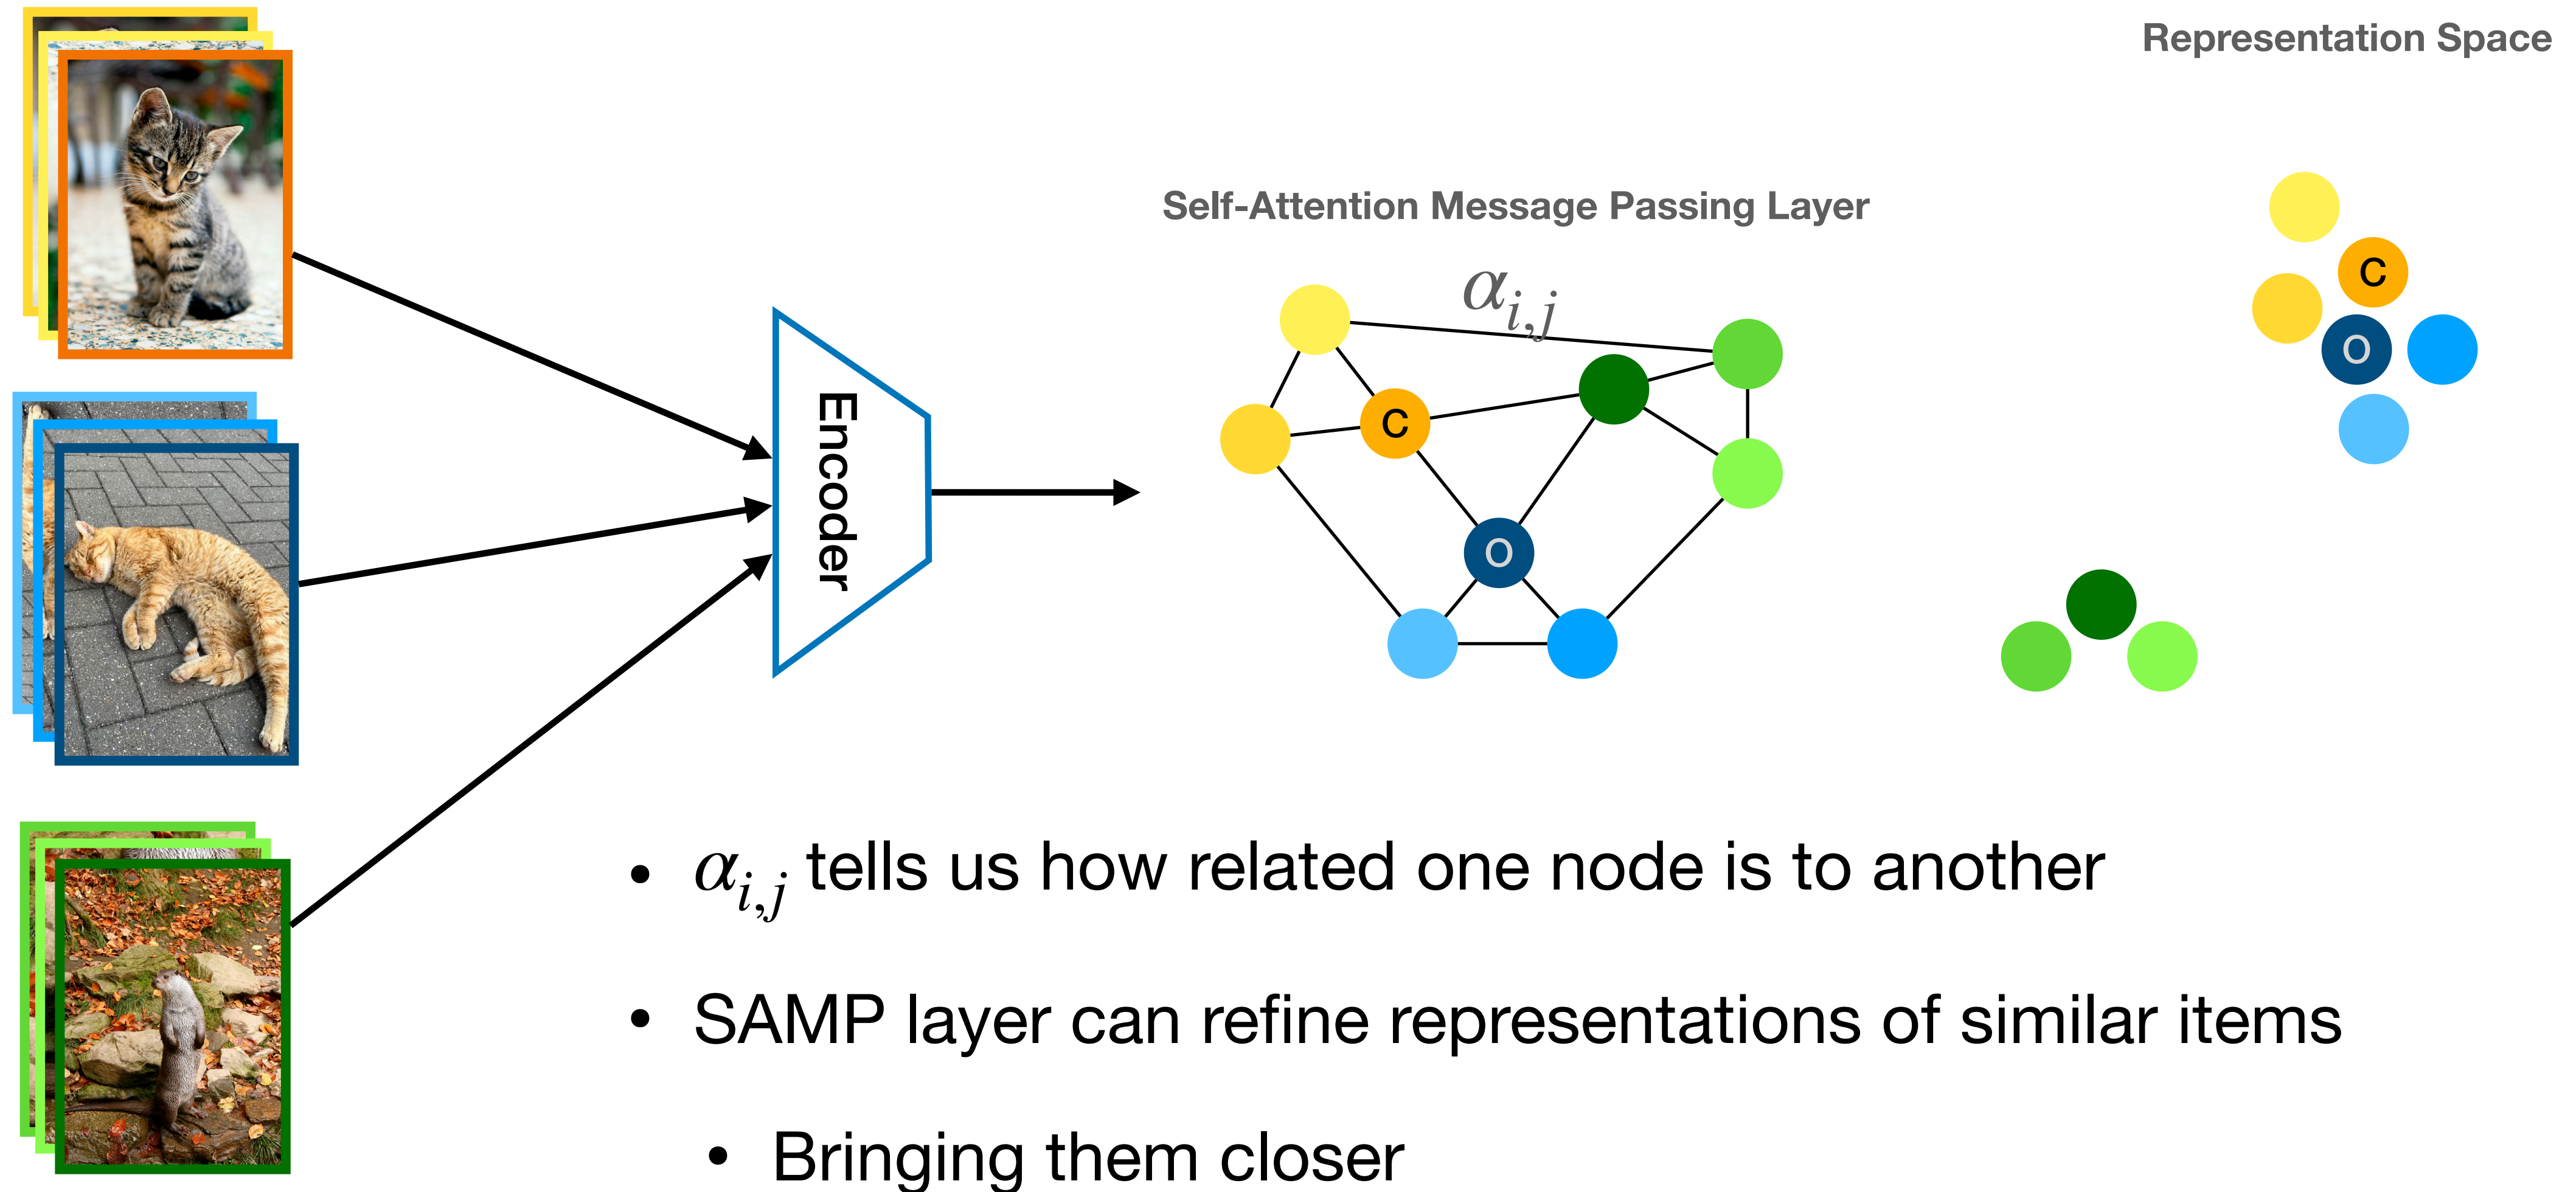 Representation Space
Self-Attention Message Passing Layer
αi,j
C
O
C
O
Encoder
• αi,j tells us how related one node is to another
• SAMP layer can refine representations of similar items
• Bringing them closer